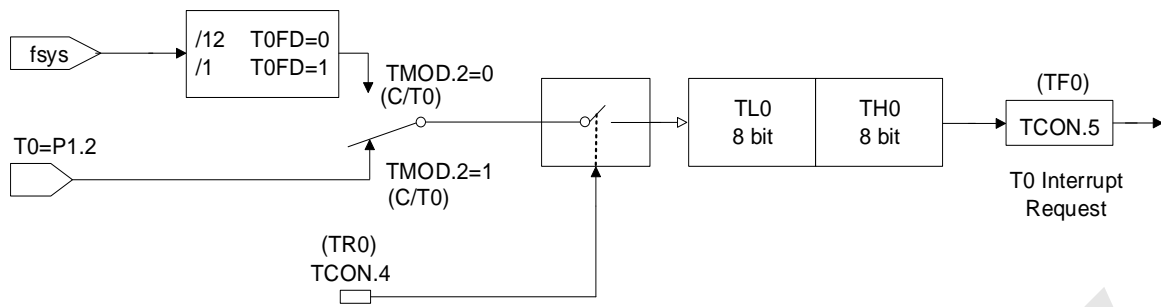 fsys
/12 T0FD=0
/1 T0FD=1
TMOD.2=0
(C/T0)
T0=P1.2
TMOD.2=1
(C/T0)
(TR0)
TCON.4
TL0
8 bit
TH0
8 bit
(TF0)
TCON.5
T0 Interrupt
Request